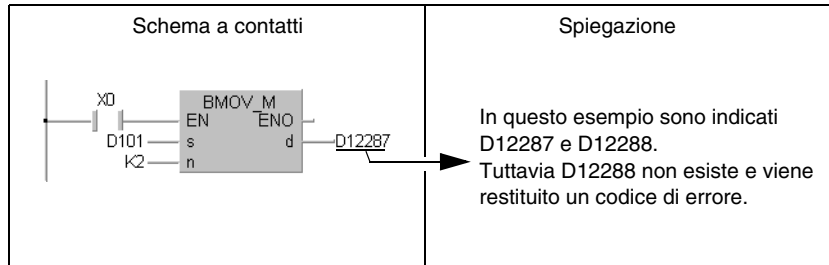 Schema a contatti
Spiegazione
X0
BMOV_M
EN ENO
D101 s d D12287
K2 n
In questo esempio sono indicati
D12287 e D12288.
Tuttavia D12288 non esiste e viene
restituito un codice di errore.